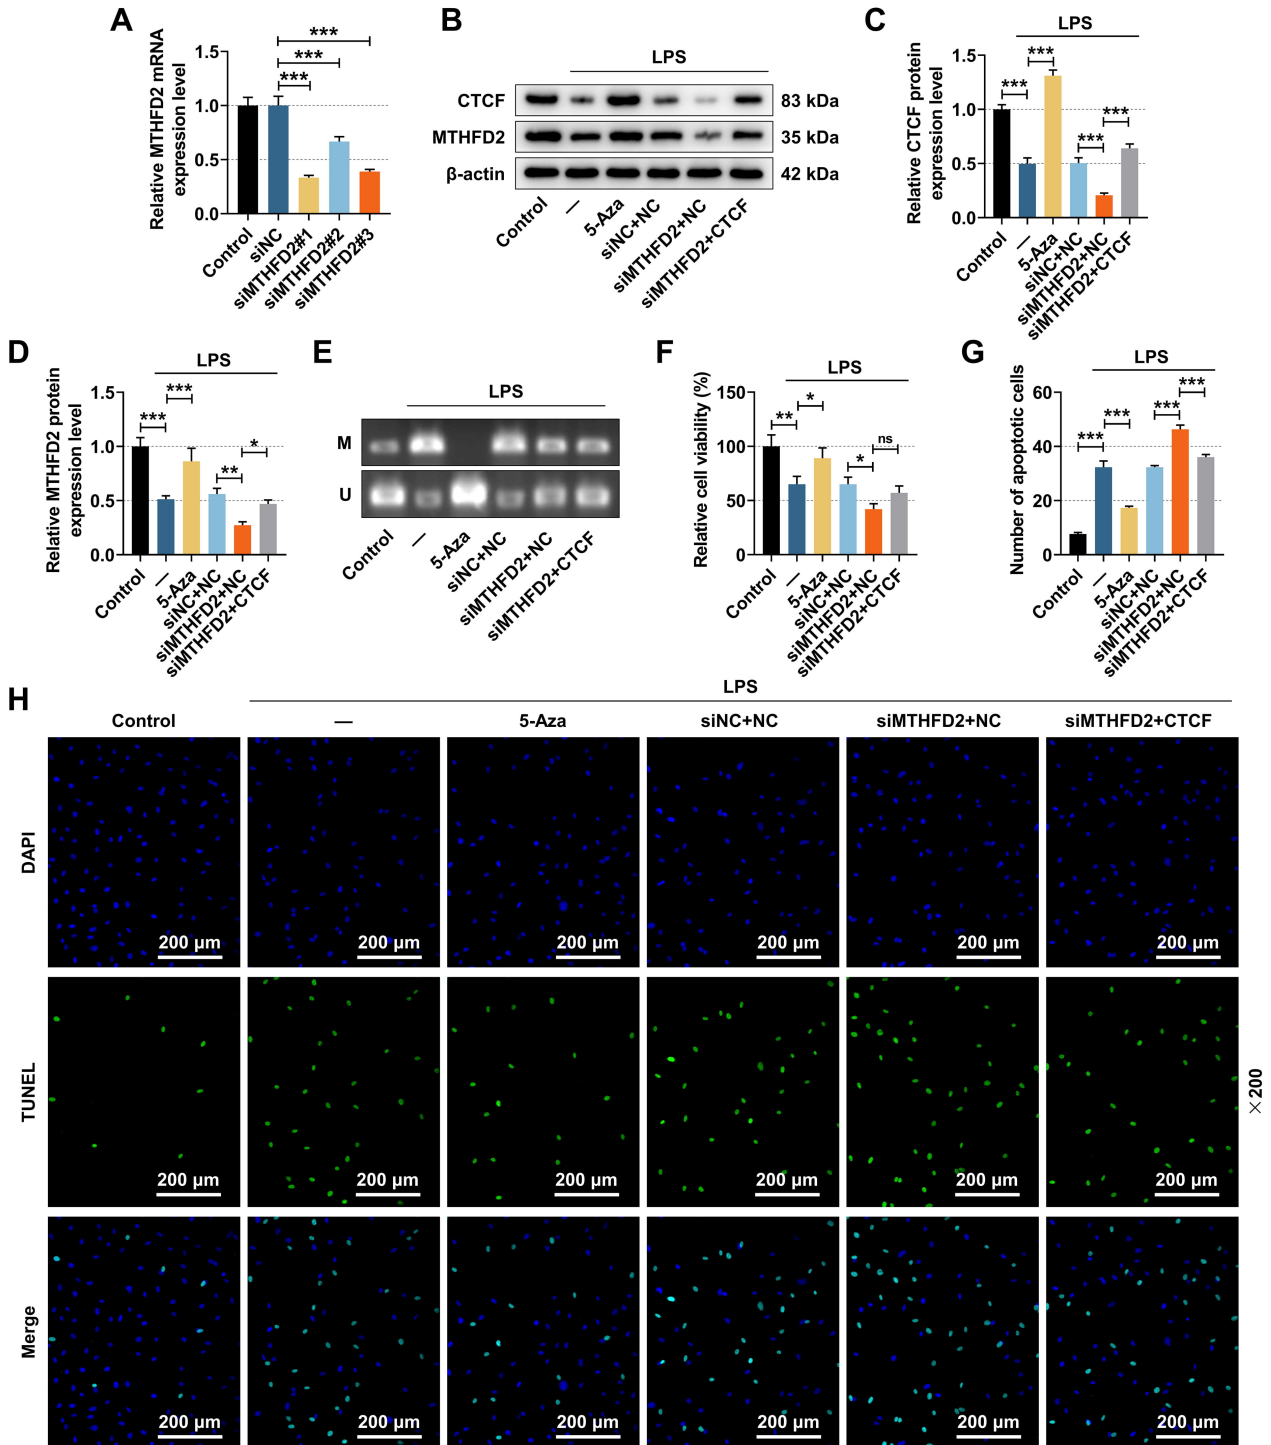 A
Relative MTHFD2 mRNA
expression level
1.5
1.0
0.5
0.0
***
***
***
Control
siNC
siMTHFD2#1
siMTHFD2#2
siMTHFD2#3
B
LPS
CTCF
83 kDa
MTHFD2
35 kDa
β-actin
42 kDa
Control
—
5-Aza
siNC+NC
siMTHFD2+NC
siMTHFD2+CTCF
C
LPS
Relative CTCF protein
expression level
1.5
1.0
0.5
0.0
***
***
***
***
Control
—
5-Aza
siNC+NC
siMTHFD2+NC
siMTHFD2+CTCF
D
LPS
Relative MTHFD2 protein
expression level
1.5
1.0
0.5
0.0
***
***
**
*
Control
—
5-Aza
siNC+NC
siMTHFD2+NC
siMTHFD2+CTCF
E
LPS
M
U
Control
—
5-Aza
siNC+NC
siMTHFD2+NC
siMTHFD2+CTCF
F
LPS
Relative cell viability (%)
150
100
50
0
**
*
*
ns
Control
—
5-Aza
siNC+NC
siMTHFD2+NC
siMTHFD2+CTCF
G
LPS
Number of apoptotic cells
60
40
20
0
***
***
***
***
Control
—
5-Aza
siNC+NC
siMTHFD2+NC
siMTHFD2+CTCF
H
LPS
Control — 5-Aza siNC+NC siMTHFD2+NC siMTHFD2+CTCF
DAPI
200 μm 200 μm 200 μm 200 μm 200 μm 200 μm
TUNEL
200 μm 200 μm 200 μm 200 μm 200 μm 200 μm
×200
Merge
200 μm 200 μm 200 μm 200 μm 200 μm 200 μm